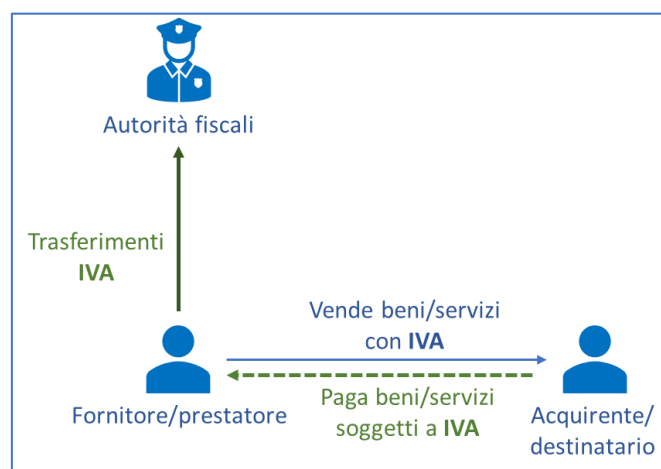 Autorità fiscali
Trasferimenti
IVA
Vende beni/servizi
con IVA
Fornitore/prestatore
Paga beni/servizi
soggetti a IVA
Acquirente/
destinatario